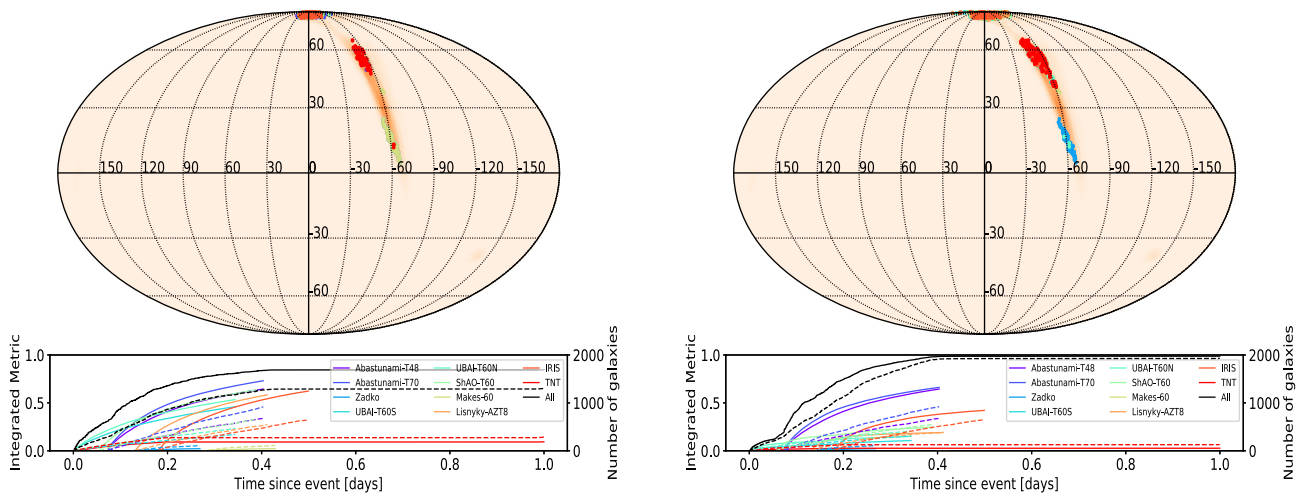 60
30
150 120 90 60 30 0 -30 -60 -90 -120 -150
0
-30
-60
1.0
0.5
0.0
Integrated Metric
2000
1000
0
Number of galaxies
Abastunami-T48
Abastunami-T70
Zadko
UBAI-T60S
UBAI-T60N
ShAO-T60
Makes-60
Lisnyky-AZT8
IRIS
TNT
All
0.0 0.2 0.4 0.6 0.8 1.0
Time since event [days]
60
30
150 120 90 60 30 0 -30 -60 -90 -120 -150
0
-30
-60
1.0
0.5
0.0
Integrated Metric
2000
1000
0
Number of galaxies
Abastunami-T48
Abastunami-T70
Zadko
UBAI-T60S
UBAI-T60N
ShAO-T60
Makes-60
Lisnyky-AZT8
IRIS
TNT
All
0.0 0.2 0.4 0.6 0.8 1.0
Time since event [days]